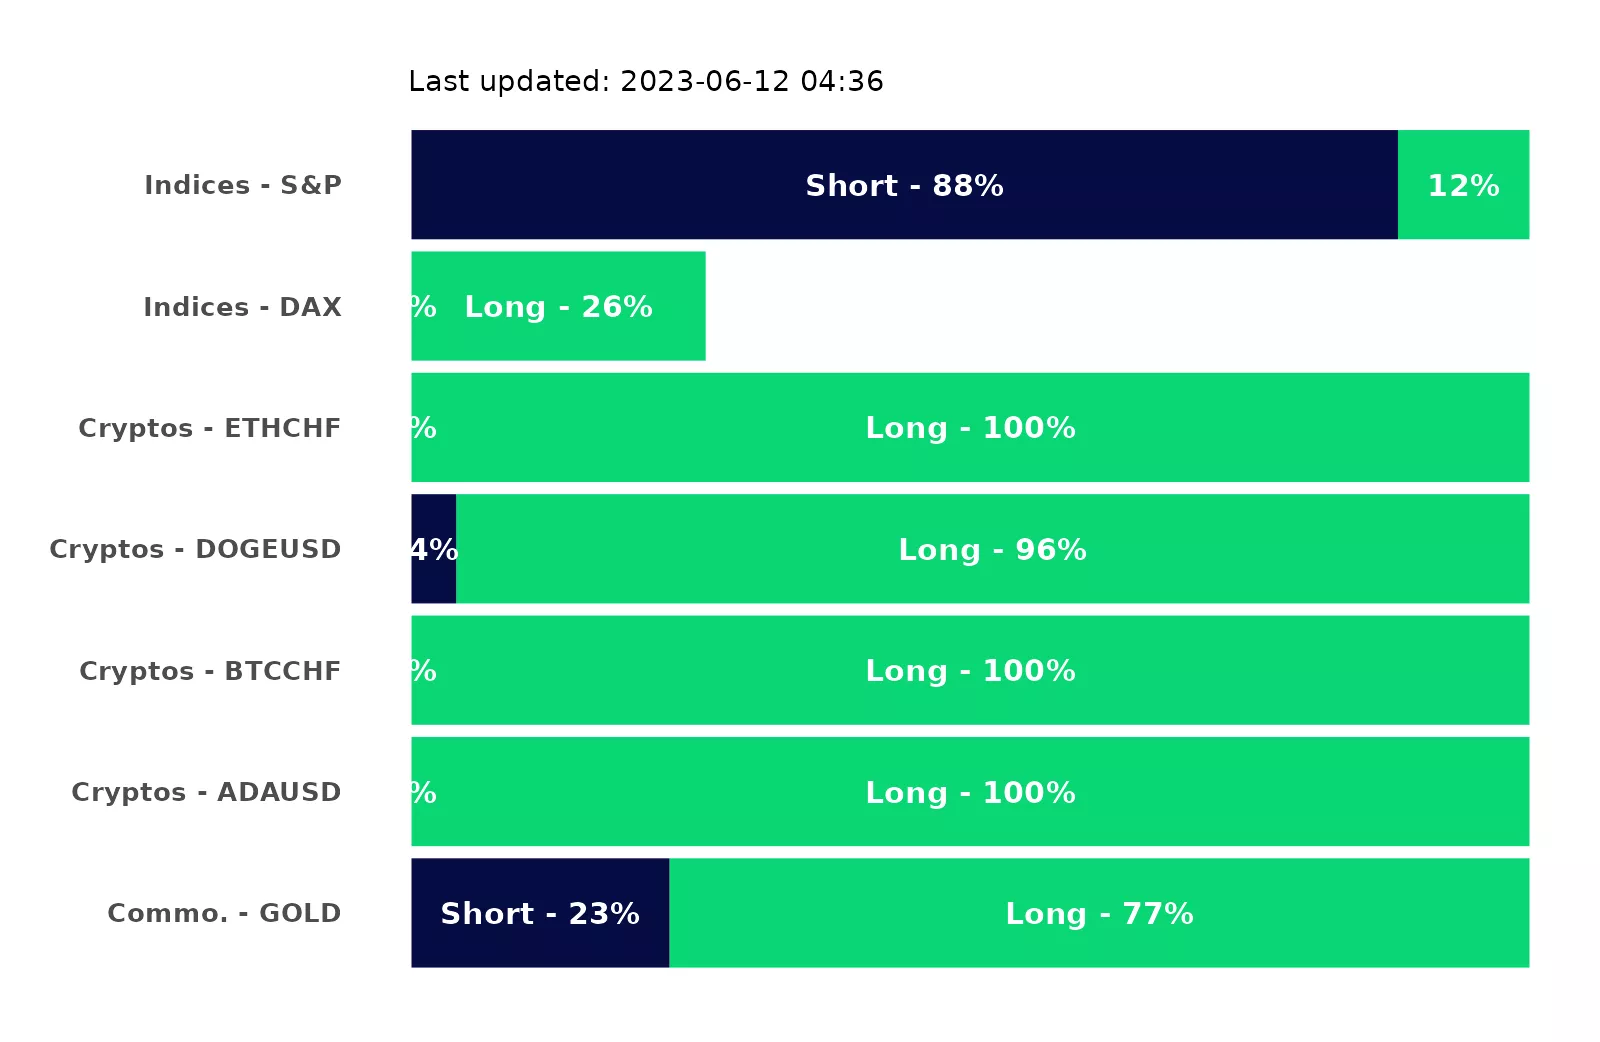 Last updated: 2023-06-12 04:36
Indices - S&P Short - 88% 12%
Indices - DAX % Long - 26%
Cryptos - ETHCHF % Long - 100%
Cryptos - DOGEUSD 4% Long - 96%
Cryptos - BTCCHF % Long - 100%
Cryptos - ADAUSD % Long - 100%
Commo. - GOLD Short - 23% Long - 77%